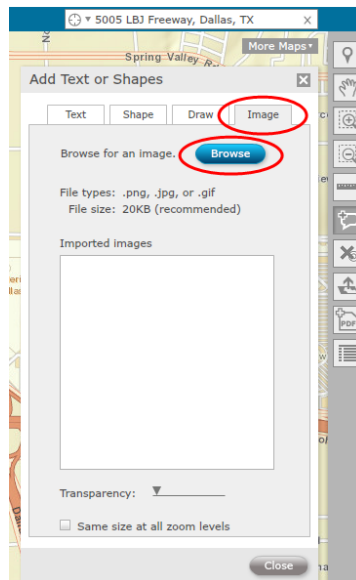 5005 LBJ Freeway, Dallas, TX X
More Maps
Spring Valley
Add Text or Shapes
Text Shape Draw Image
Browse for an image. Browse
File types: .png, .jpg, or .gif
File size: 20KB (recommended)
Imported images
PDF
Transparency:
Same size at all zoom levels
Close